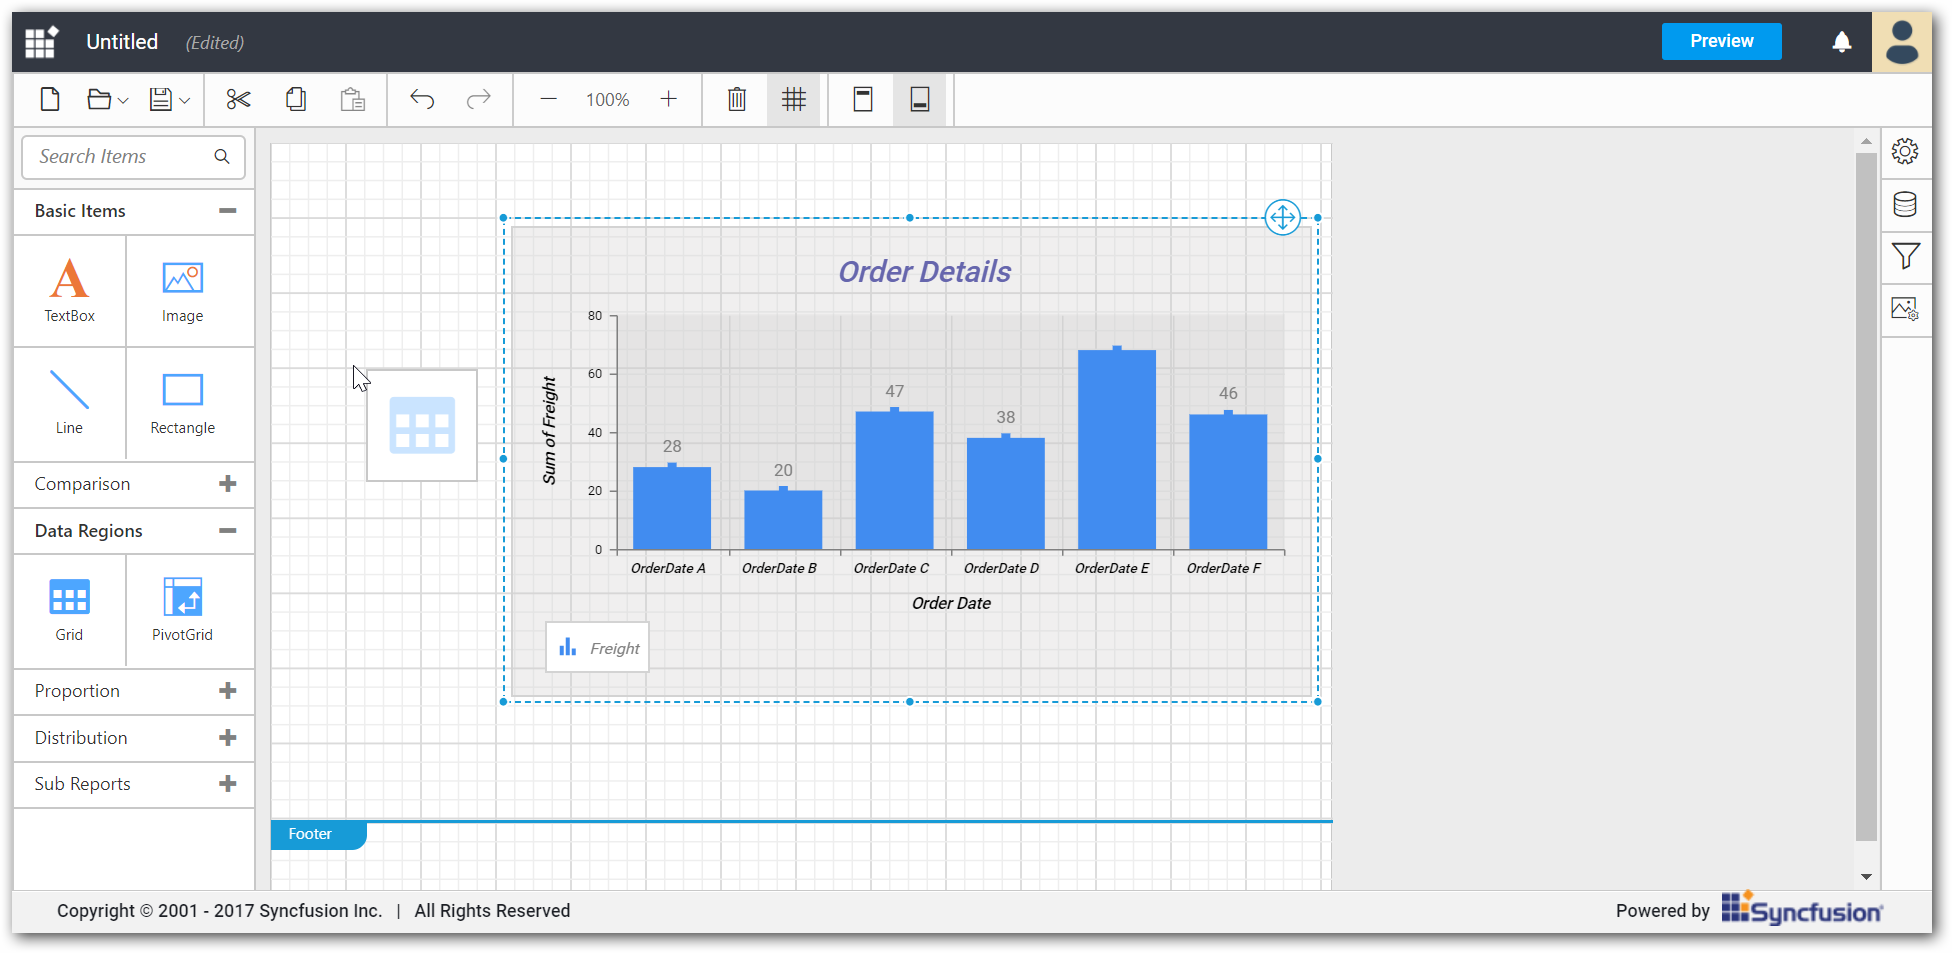 Untitled (Edited)
Preview
100%
Search Items
Basic Items
A
TextBox
Image
Line
Rectangle
Comparison
Data Regions
Grid
PivotGrid
Proportion
Distribution
Sub Reports
Order Details
Sum of Freight
80
60
40
20
0
28
20
47
38
46
OrderDate A
OrderDate B
OrderDate C
OrderDate D
OrderDate E
OrderDate F
Order Date
Freight
Footer
Copyright © 2001 - 2017 Syncfusion Inc. | All Rights Reserved
Powered by Syncfusion